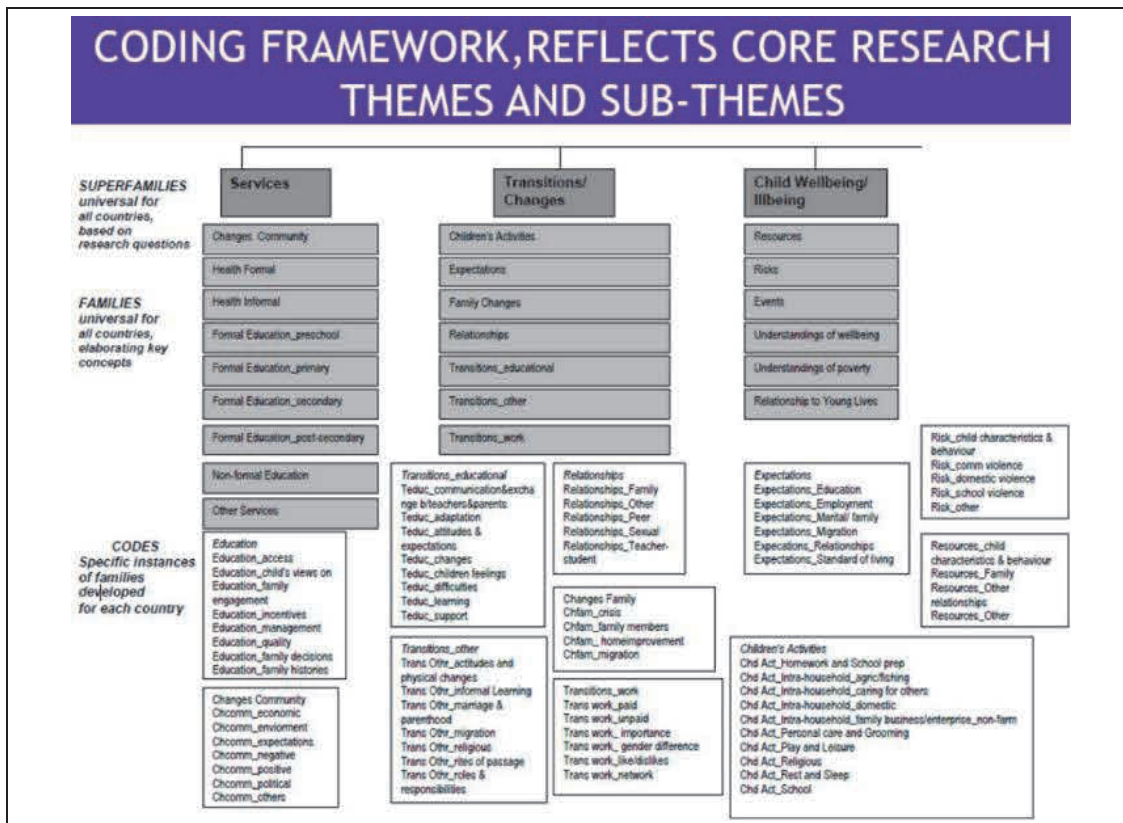 CODING FRAMEWORK,REFLECTS CORE RESEARCH
THEMES AND SUB-THEMES
SUPERFAMILIES
universal for
all countries,
based on
research questions
FAMILIES
universal for
all countries,
elaborating key
concepts
CODES
Specific instances
of families
developed
for each country
Services
Changes Community
Health Formal
Health Informal
Formal Education_preschool
Formal Education_primary
Formal Education_secondary
Formal Education_post-secondary
Non-formal Education
Other Services
Transitions/
Changes
Children's Activities
Expectations
Family Changes
Relationships
Transitions_educational
Transitions_other
Transitions_work
Child Wellbeing/
Illbeing
Resources
Risks
Events
Understandings of wellbeing
Understandings of poverty
Relationship to Young Lives
Education
Education_access
Education_child's views on
Education_family
engagement
Education_incentives
Education_management
Education_quality
Education_family decisions
Education_family histories
Changes Community
Chcomm_economic
Chcomm_enviorment
Chcomm_expectations
Chcomm_negative
Chcomm_positive
Chcomm_political
Chcomm_others
Transitions_educational
Teduc_communication&excha
nge b/teachers&parents
Teduc_adaptation
Teduc_attitudes &
expectations
Teduc_changes
Teduc_children feelings
Teduc_difficulties
Teduc_learning
Teduc_support
Transitions_other
Trans Othr_actitudes and
physical changes
Trans Othr_informal Learning
Trans Othr_marriage &
parenthood
Trans Othr_migration
Trans Othr_religious
Trans Othr_rites of passage
Trans Othr_roles &
responsibilities
Relationships
Relationships_Family
Relationships_Other
Relationships_Peer
Relationships_Sexual
Relationships_Teacher-
student
Changes Family
Chfam_crisis
Chfam_family members
Chfam_ homeimprovement
Chfam_migration
Transitions_work
Trans work_paid
Trans work_unpaid
Trans work_ importance
Trans work_ gender difference
Trans work_like/dislikes
Trans work_network
Expectations
Expectations_Education
Expectations_Employment
Expectations_Marital/ family
Expectations_Migration
Expecations_Relationships
Expectations_Standard of living
Risk_child characteristics &
behaviour
Risk_comm violence
Risk_domestic violence
Risk_school violence
Risk_other
Resources_child
characteristics & behaviour
Resources_Family
Resources_Other
relationships
Resources_Other
Children's Activities
Chd Act_Homework and School prep
Chd Act_Intra-household_agric/fishing
Chd Act_Intra-household_caring for others
Chd Act_Intra-household_domestic
Chd Act_Intra-household_family business/enterprise_non-farm
Chd Act_Personal care and Grooming
Chd Act_Play and Leisure
Chd Act_Religious
Chd Act_Rest and Sleep
Chd Act_School